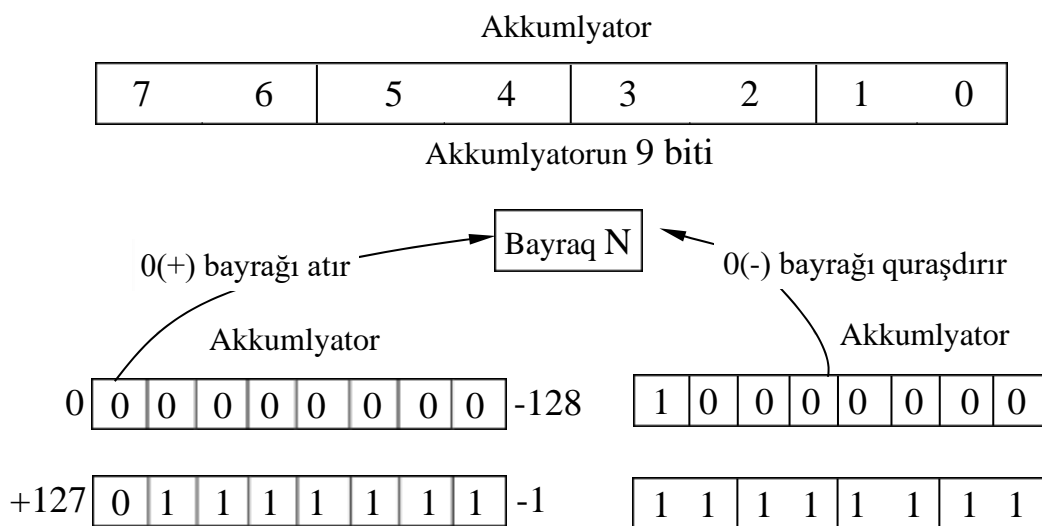 Akkumlyator
7 6 5 4 3 2 1 0
Akkumlyatorun 9 biti
Bayraq N
0(+) bayrağı atır
0(-) bayrağı quraşdırır
Akkumlyator
Akkumlyator
0 0 0 0 0 0 0 0 0 -128 1 0 0 0 0 0 0 0
+127 0 1 1 1 1 1 1 1 -1 1 1 1 1 1 1 1 1